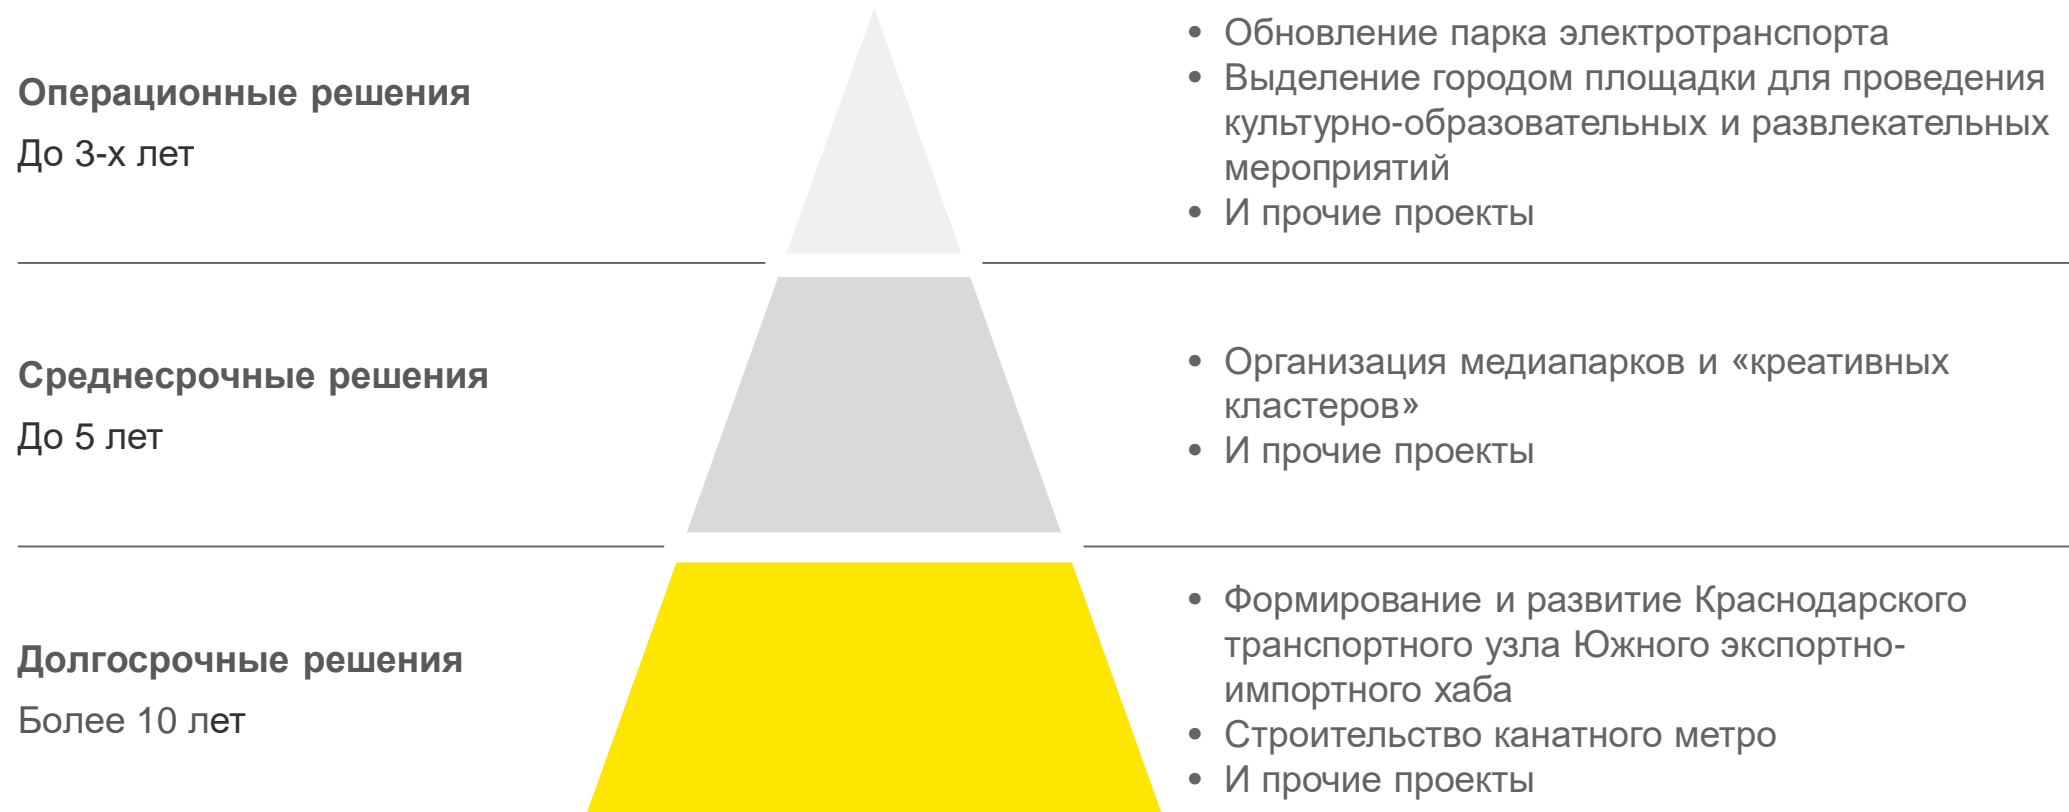 Операционные решения
До 3-х лет
• Обновление парка электротранспорта
• Выделение городом площадки для проведения
культурно-образовательных и развлекательных
мероприятий
• И прочие проекты
Среднесрочные решения
До 5 лет
• Организация медиапарков и «креативных
кластеров»
• И прочие проекты
Долгосрочные решения
Более 10 лет
• Формирование и развитие Краснодарского
транспортного узла Южного экспортно-
импортного хаба
• Строительство канатного метро
• И прочие проекты